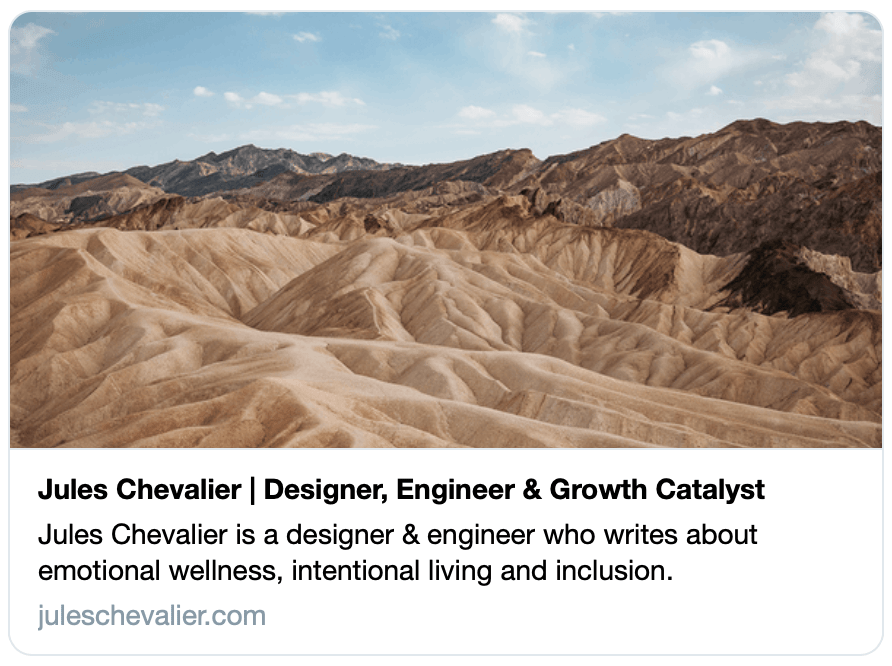 Jules Chevalier | Designer, Engineer & Growth Catalyst
Jules Chevalier is a designer & engineer who writes about
emotional wellness, intentional living and inclusion.
juleschevalier.com